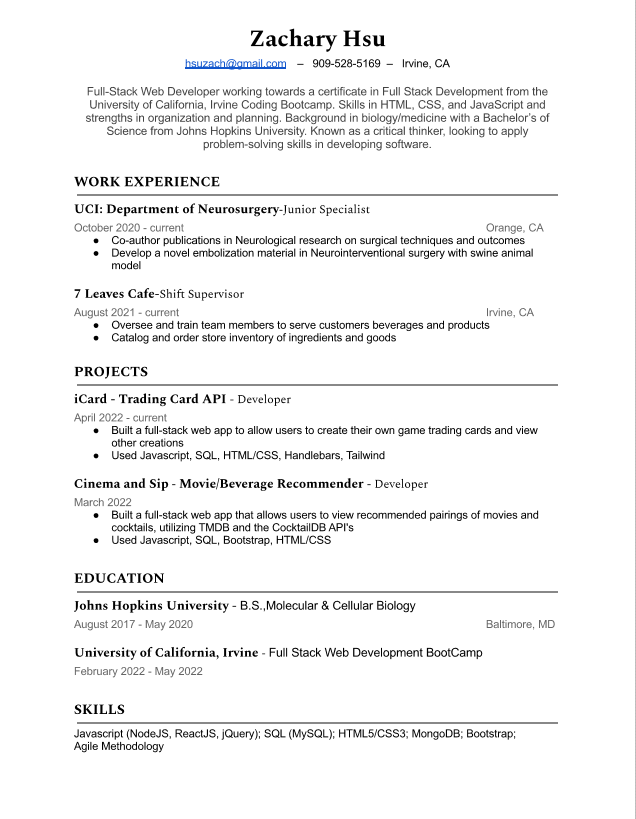 Zachary Hsu
hsuzach@gmail.com – 909-528-5169 – Irvine, CA
Full-Stack Web Developer working towards a certificate in Full Stack Development from the
University of California, Irvine Coding Bootcamp. Skills in HTML, CSS, and JavaScript and
strengths in organization and planning. Background in biology/medicine with a Bachelor's of
Science from Johns Hopkins University. Known as a critical thinker, looking to apply
problem-solving skills in developing software.
WORK EXPERIENCE
UCI: Department of Neurosurgery-Junior Specialist
October 2020 - current Orange, CA
● Co-author publications in Neurological research on surgical techniques and outcomes
● Develop a novel embolization material in Neurointerventional surgery with swine animal
model
7 Leaves Cafe-Shift Supervisor
August 2021 - current Irvine, CA
● Oversee and train team members to serve customers beverages and products
● Catalog and order store inventory of ingredients and goods
PROJECTS
iCard - Trading Card API - Developer
April 2022 - current
● Built a full-stack web app to allow users to create their own game trading cards and view
other creations
● Used Javascript, SQL, HTML/CSS, Handlebars, Tailwind
Cinema and Sip - Movie/Beverage Recommender - Developer
March 2022
● Built a full-stack web app that allows users to view recommended pairings of movies and
cocktails, utilizing TMDB and the CocktailDB API's
● Used Javascript, SQL, Bootstrap, HTML/CSS
EDUCATION
Johns Hopkins University - B.S.,Molecular & Cellular Biology
August 2017 - May 2020 Baltimore, MD
University of California, Irvine - Full Stack Web Development BootCamp
February 2022 - May 2022
SKILLS
Javascript (NodeJS, ReactJS, jQuery); SQL (MySQL); HTML5/CSS3; MongoDB; Bootstrap;
Agile Methodology